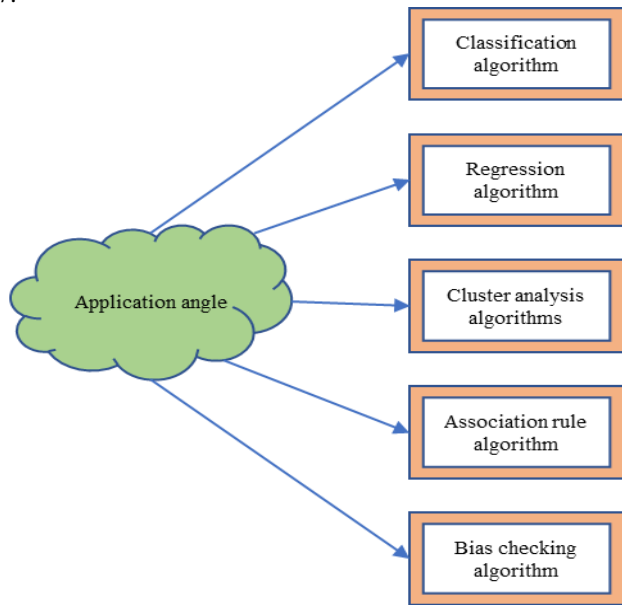 Classification
algorithm
Regression
algorithm
Application angle
Cluster analysis
algorithms
Association rule
algorithm
Bias checking
algorithm